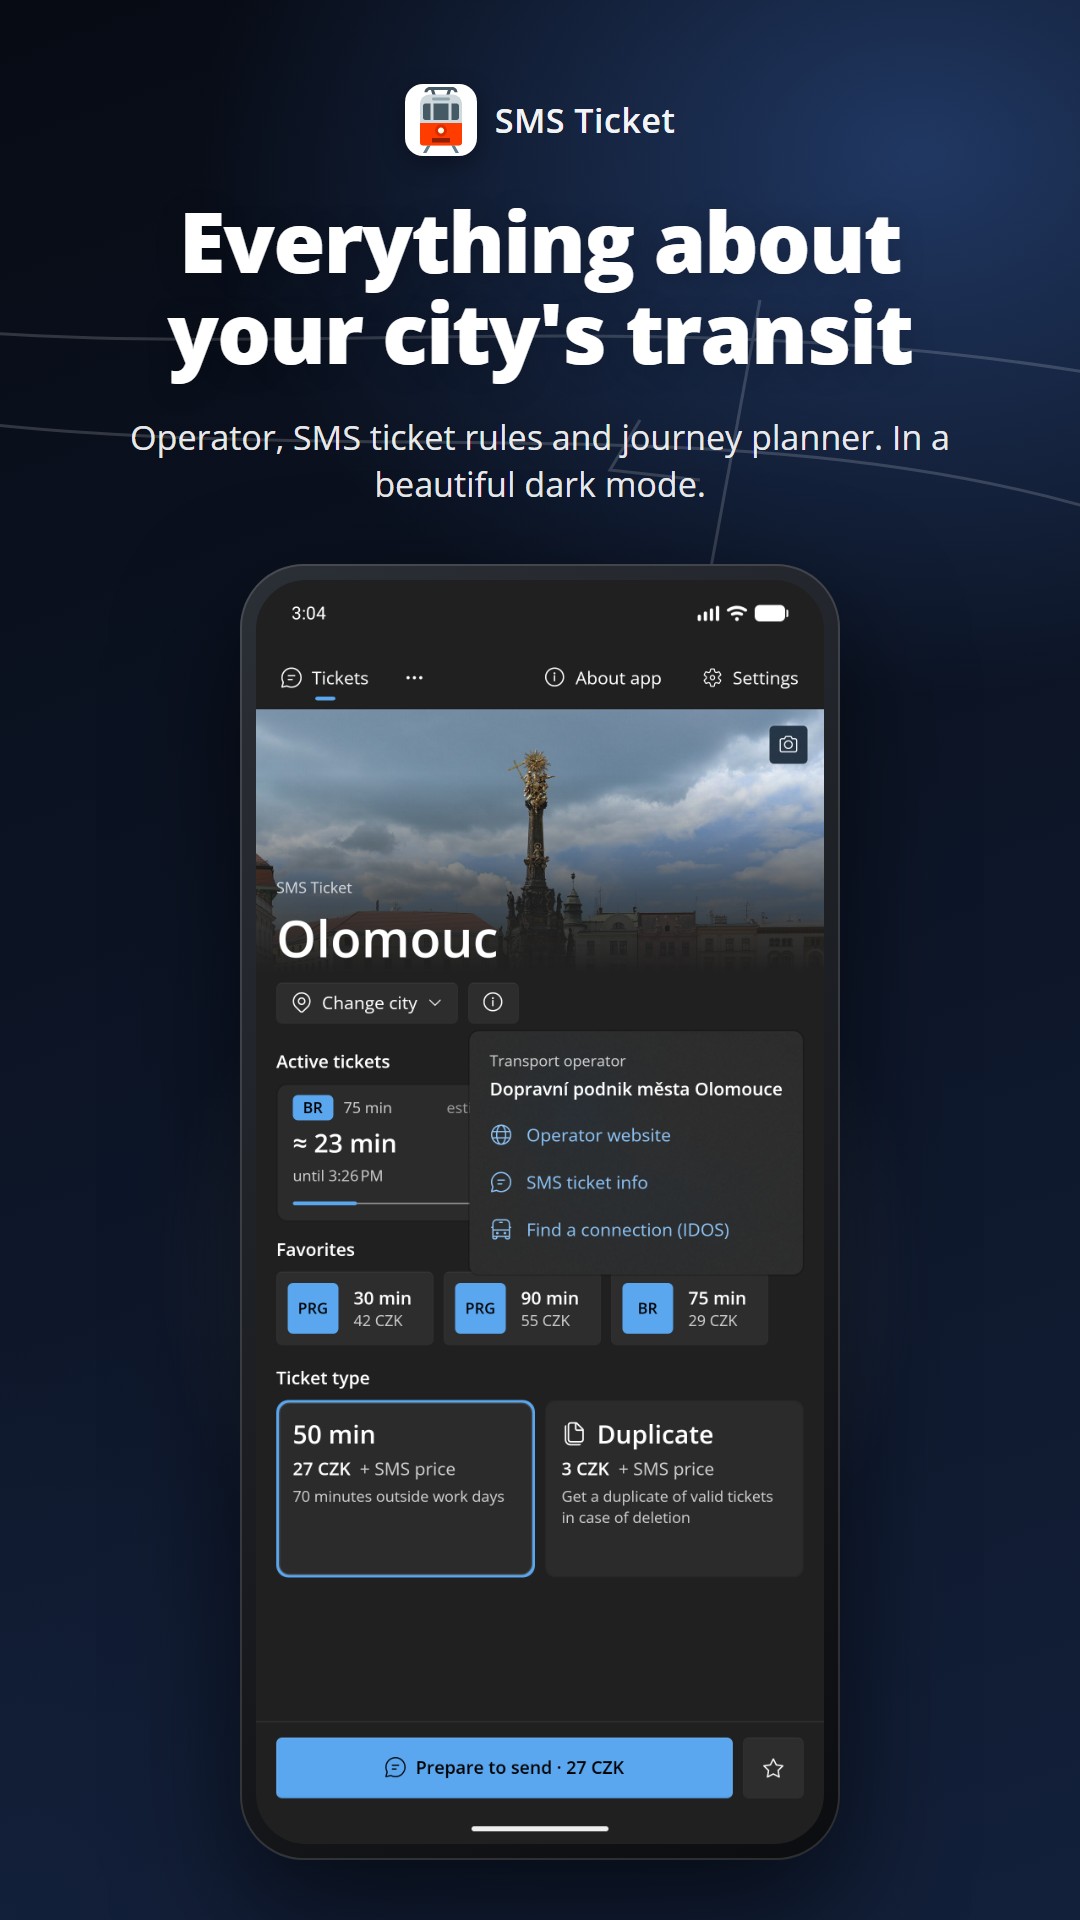 SMS Ticket
Everything about
your city's transit
Operator, SMS ticket rules and journey planner. In a
beautiful dark mode.
3:04
Tickets
About app
Settings
SMS Ticket
Olomouc
Change city
Active tickets
BR 75 min
≈ 23 min
until 3:26 PM
Transport operator
Dopravní podnik města Olomouce
Operator website
SMS ticket info
Find a connection (IDOS)
Favorites
PRG 30 min
42 CZK
PRG 90 min
55 CZK
BR 75 min
29 CZK
Ticket type
50 min
27 CZK + SMS price
70 minutes outside work days
Duplicate
3 CZK + SMS price
Get a duplicate of valid tickets
in case of deletion
Prepare to send · 27 CZK